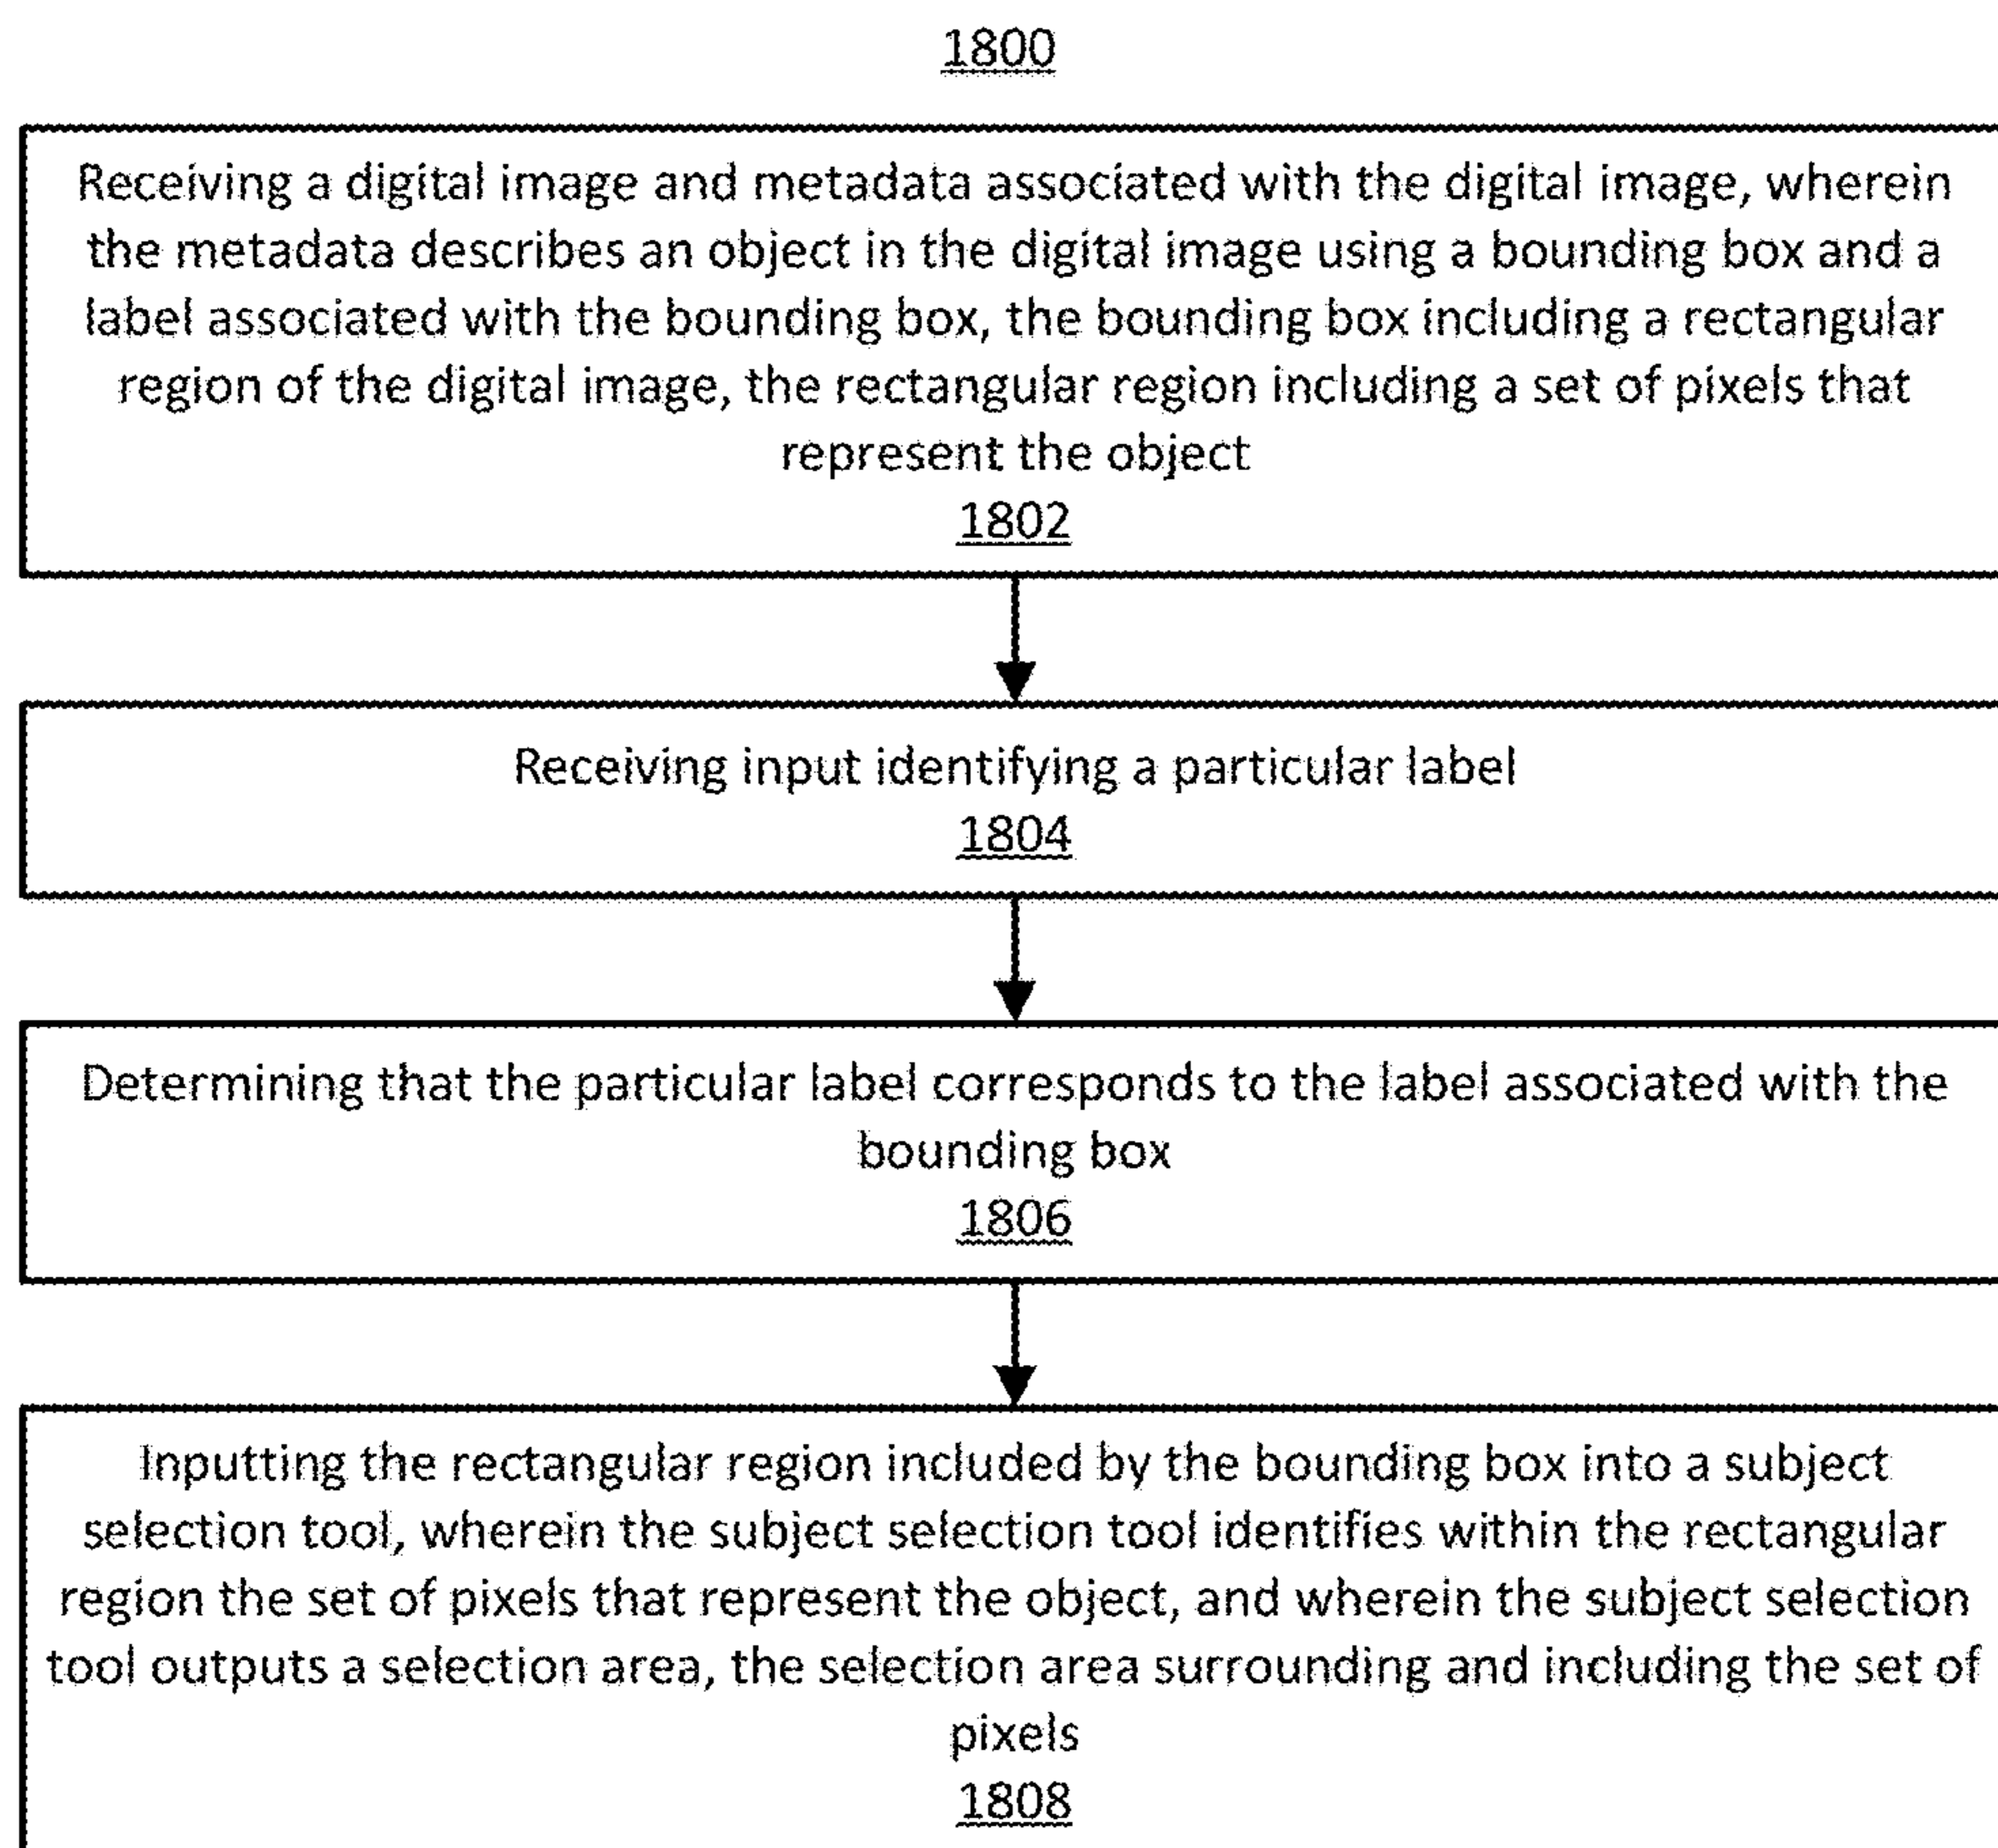 1800
Receiving a digital image and metadata associated with the digital image, wherein
the metadata describes an object in the digital image using a bounding box and a
label associated with the bounding box, the bounding box including a rectangular
region of the digital image, the rectangular region including a set of pixels that
represent the object
1802
Receiving input identifying a particular label
1804
Determining that the particular label corresponds to the label associated with the
bounding box
1806
Inputting the rectangular region included by the bounding box into a subject
selection tool, wherein the subject selection tool identifies within the rectangular
region the set of pixels that represent the object, and wherein the subject selection
tool outputs a selection area, the selection area surrounding and including the set of
pixels
1808